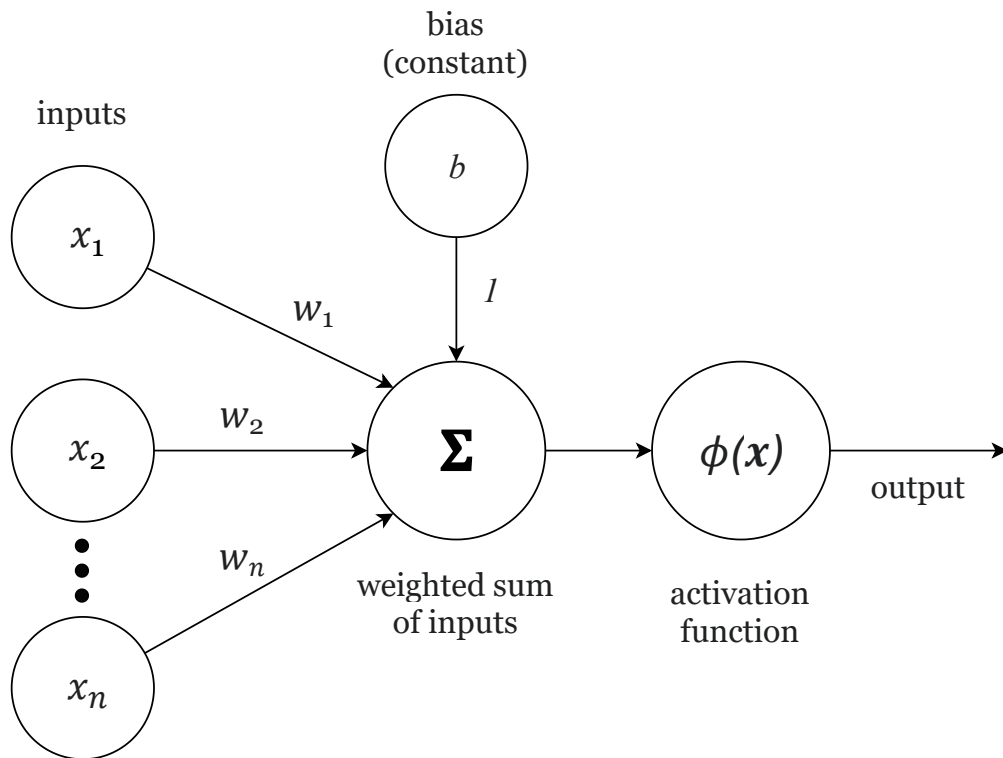 bias
(constant)
inputs
b
x₁
1
w₁
x₂
w₂
Σ
ϕ(x)
output
wₙ
weighted sum
of inputs
activation
function
xₙ